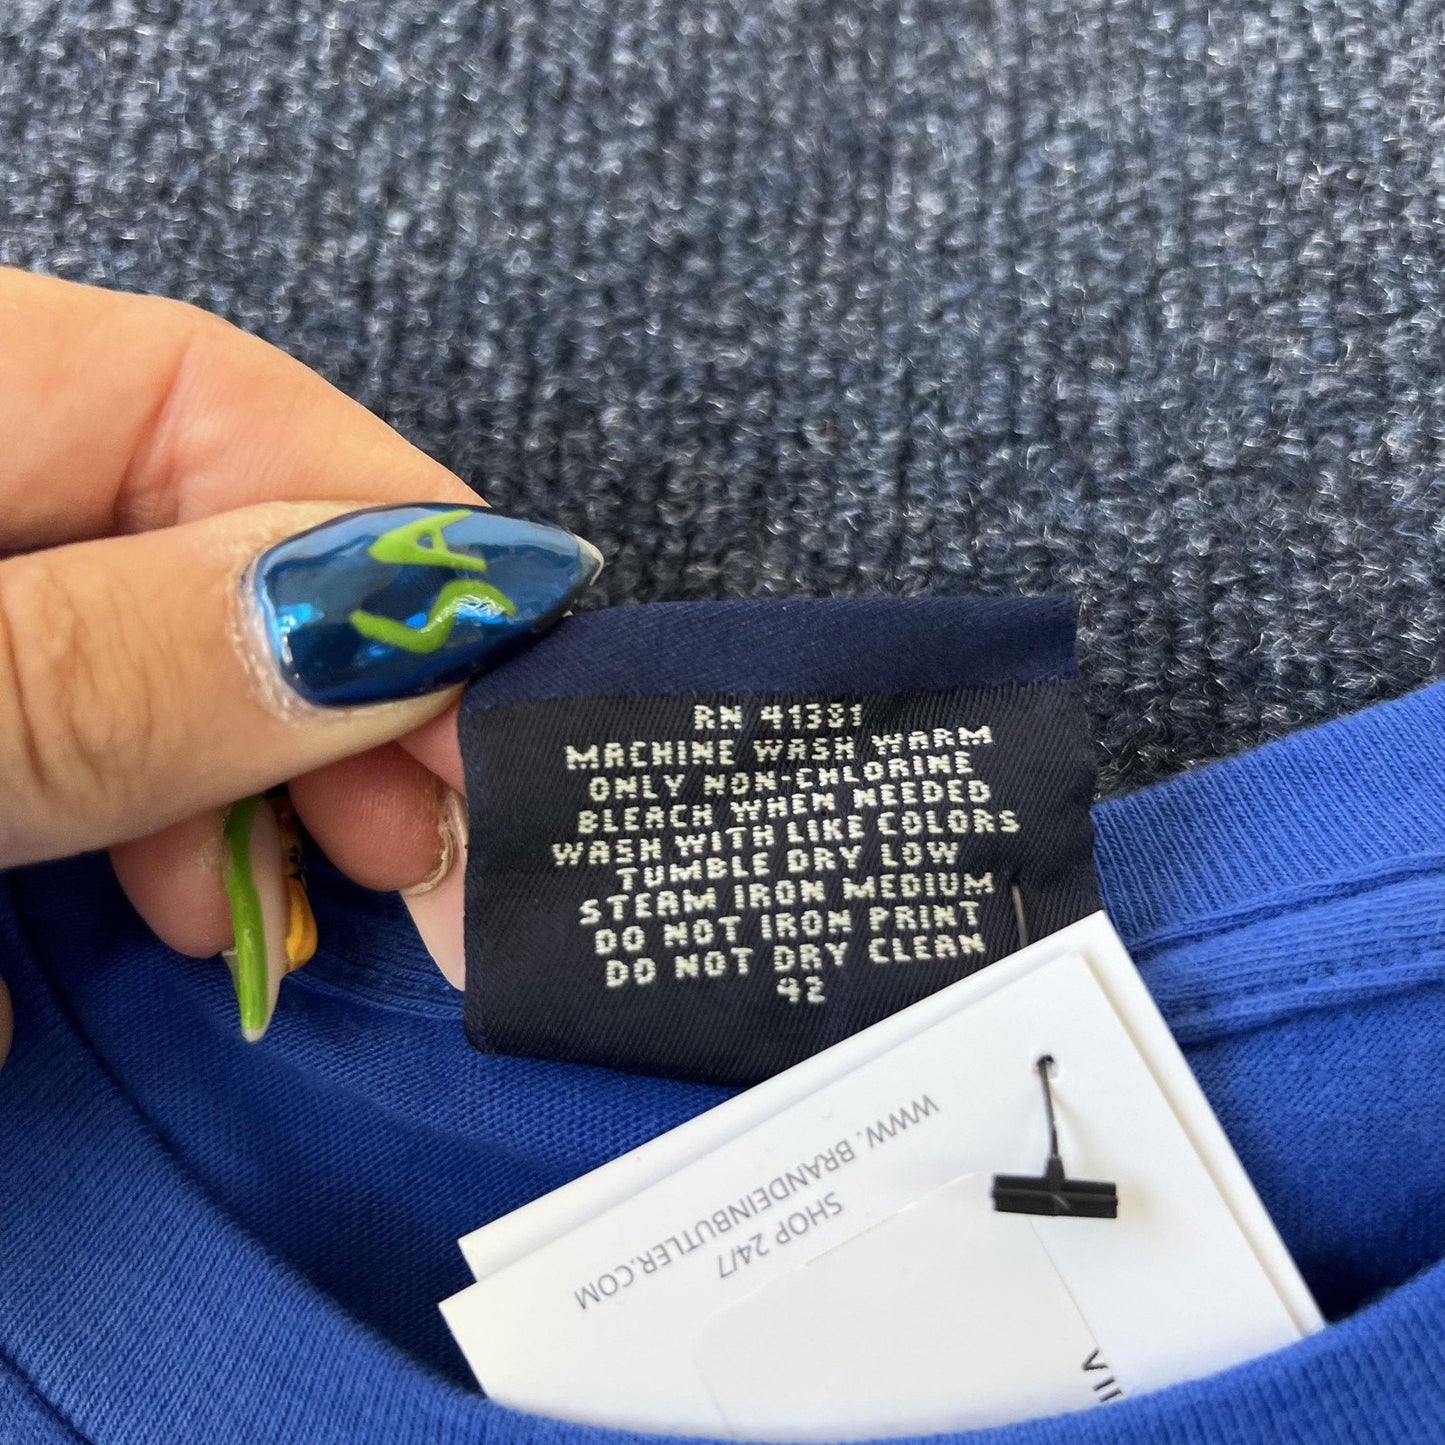 RN 41381
MACHINE WASH WARM
ONLY NON-CHLORINE
BLEACH WHEN NEEDED
WASH WITH LIKE COLORS
TUMBLE DRY LOW
STEAM IRON MEDIUM
DO NOT IRON PRINT
DO NOT DRY CLEAN
42
SHOP 24/7
WWW. BRANDEINBUTLER.COM